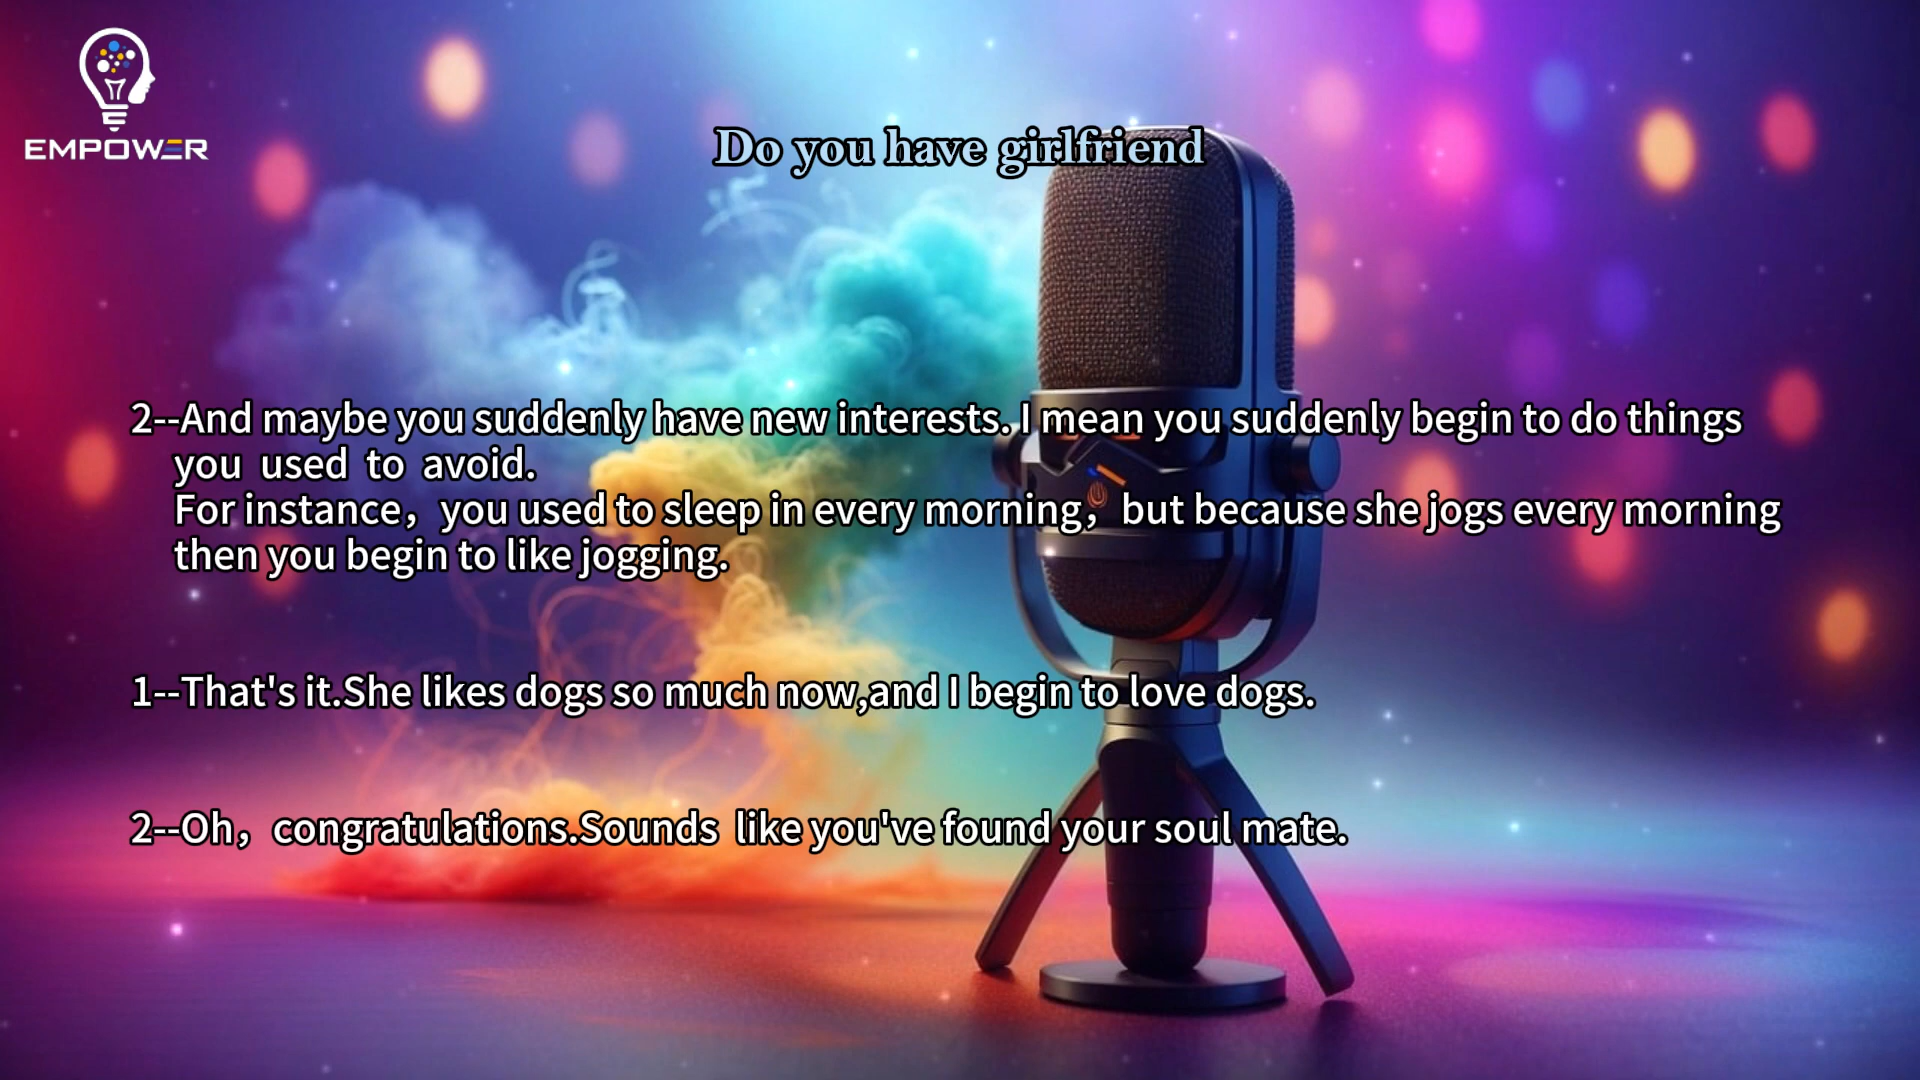 EMPOWER
Do you have girlfriend
2--And maybe you suddenly have new interests. I mean you suddenly begin to do things
you used to avoid.
For instance，you used to sleep in every morning，but because she jogs every morning
then you begin to like jogging.
1--That's it.She likes dogs so much now,and I begin to love dogs.
2--Oh，congratulations.Sounds like you've found your soul mate.